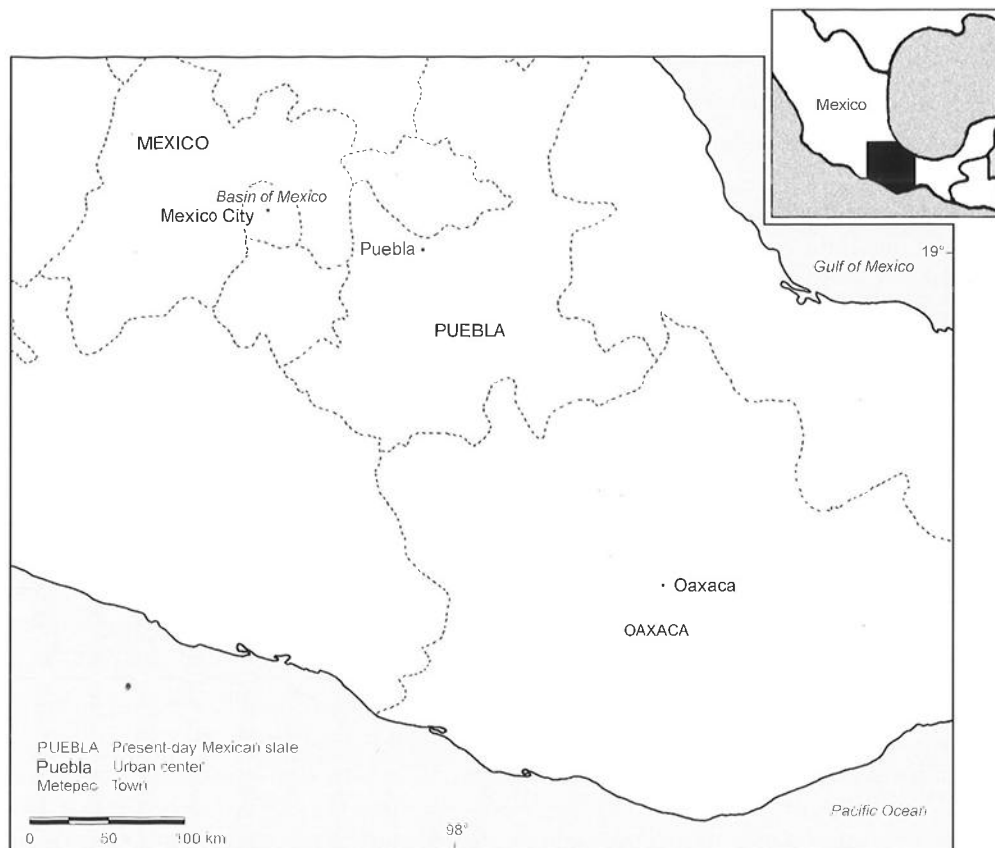 Mexico
MEXICO
Basin of Mexico
Mexico City
Puebla
19°
Gulf of Mexico
PUEBLA
Oaxaca
OAXACA
PUEBLA Present-day Mexican state
Puebla Urban center
Metepec Town
0 50 100 km
98°
Pacific Ocean